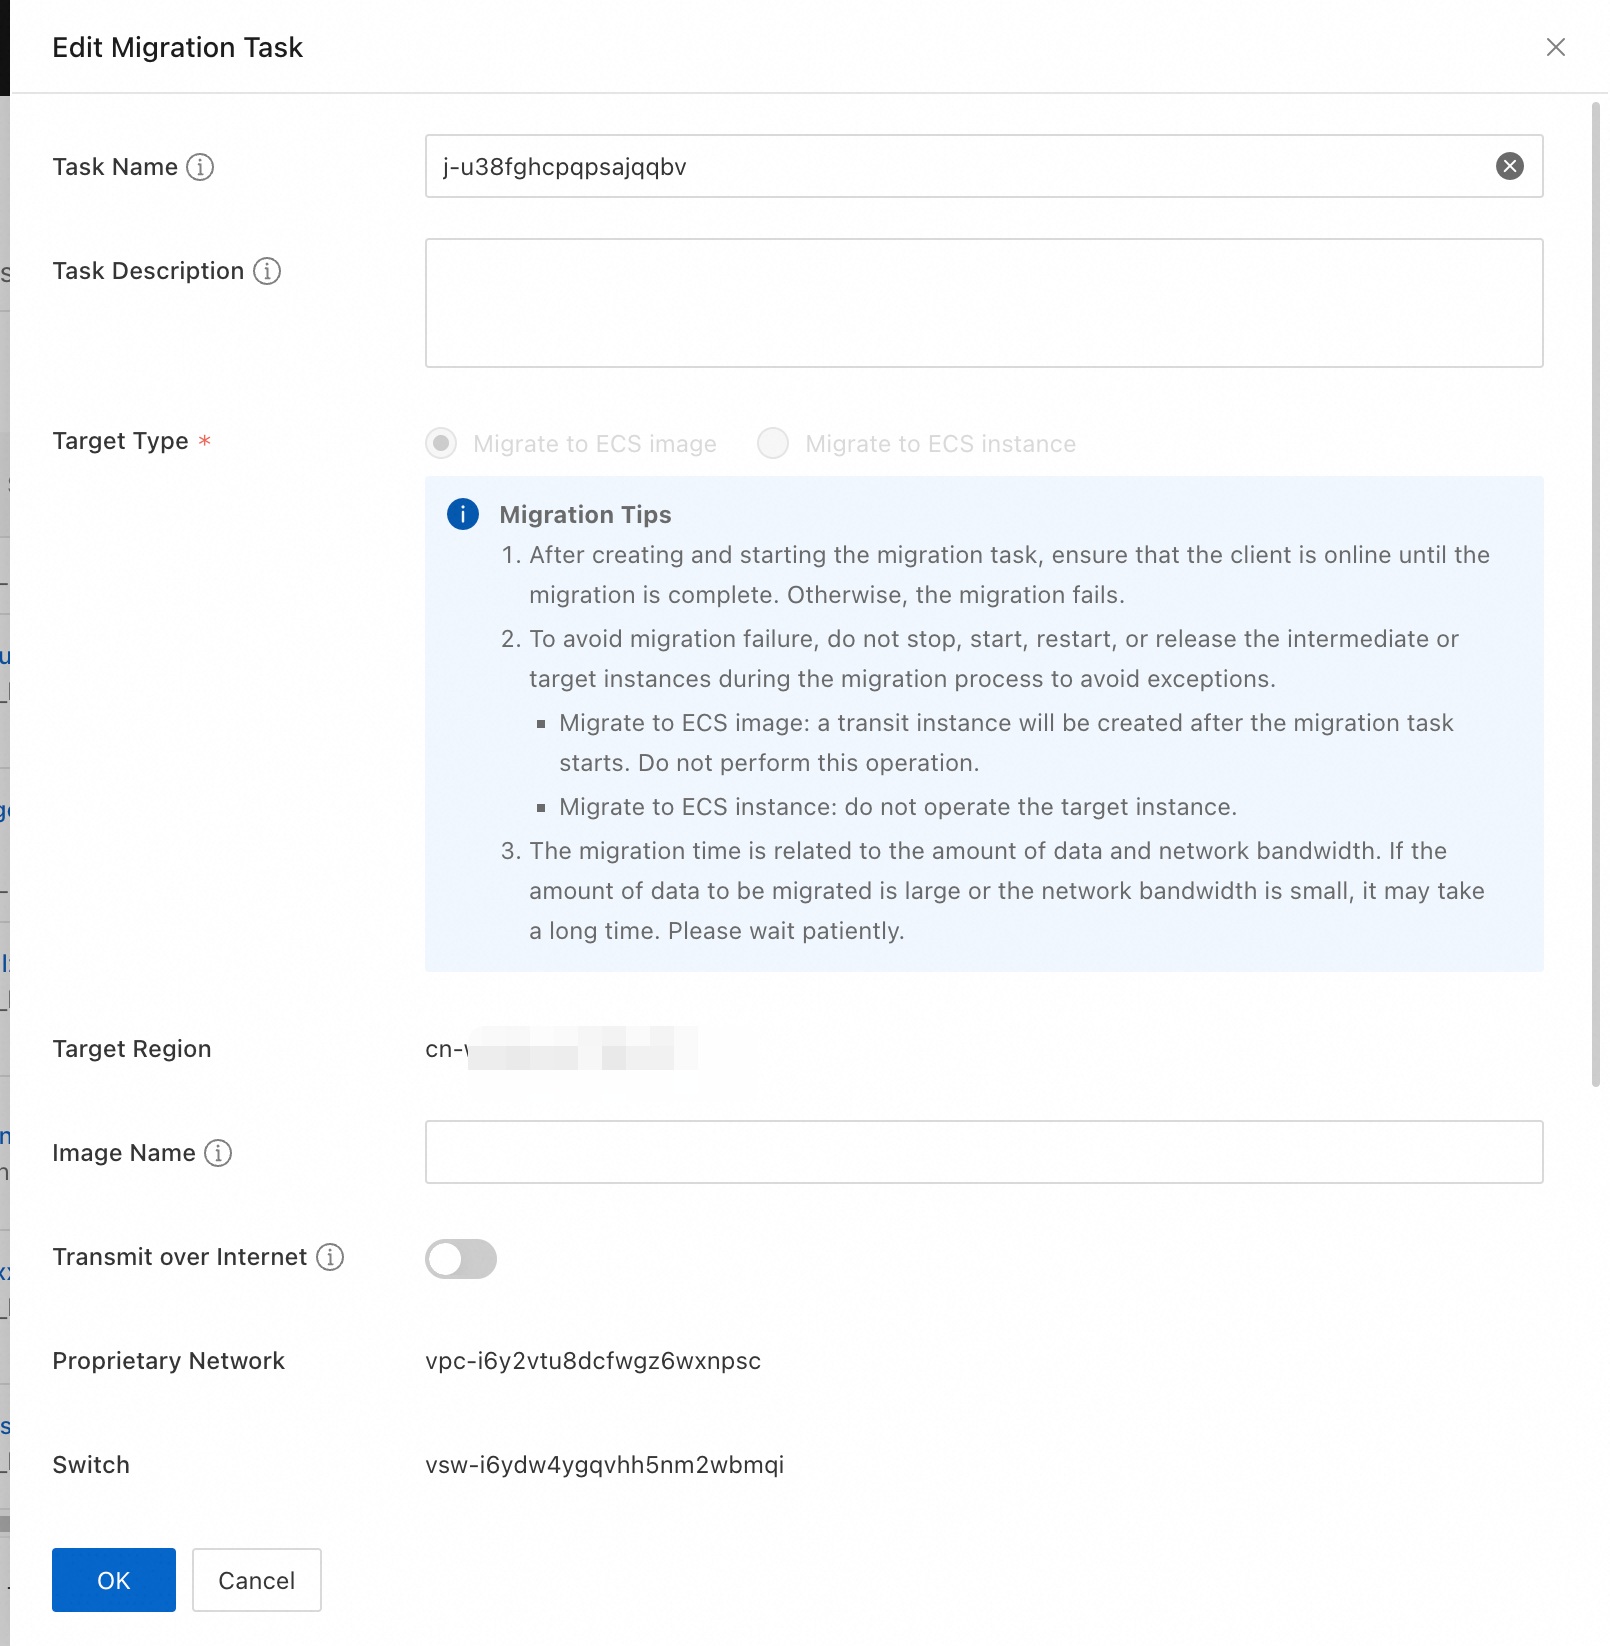 Edit Migration Task
Task Name
j-u38fghcpqpsajqqbv
Task Description
Target Type *
Migrate to ECS image
Migrate to ECS instance
Migration Tips
1. After creating and starting the migration task, ensure that the client is online until the
migration is complete. Otherwise, the migration fails.
2. To avoid migration failure, do not stop, start, restart, or release the intermediate or
target instances during the migration process to avoid exceptions.
▪ Migrate to ECS image: a transit instance will be created after the migration task
starts. Do not perform this operation.
▪ Migrate to ECS instance: do not operate the target instance.
3. The migration time is related to the amount of data and network bandwidth. If the
amount of data to be migrated is large or the network bandwidth is small, it may take
a long time. Please wait patiently.
Target Region
Image Name
Transmit over Internet
Proprietary Network
vpc-i6y2vtu8dcfwgz6wxnpsc
Switch
vsw-i6ydw4ygqvhh5nm2wbmqi
OK
Cancel